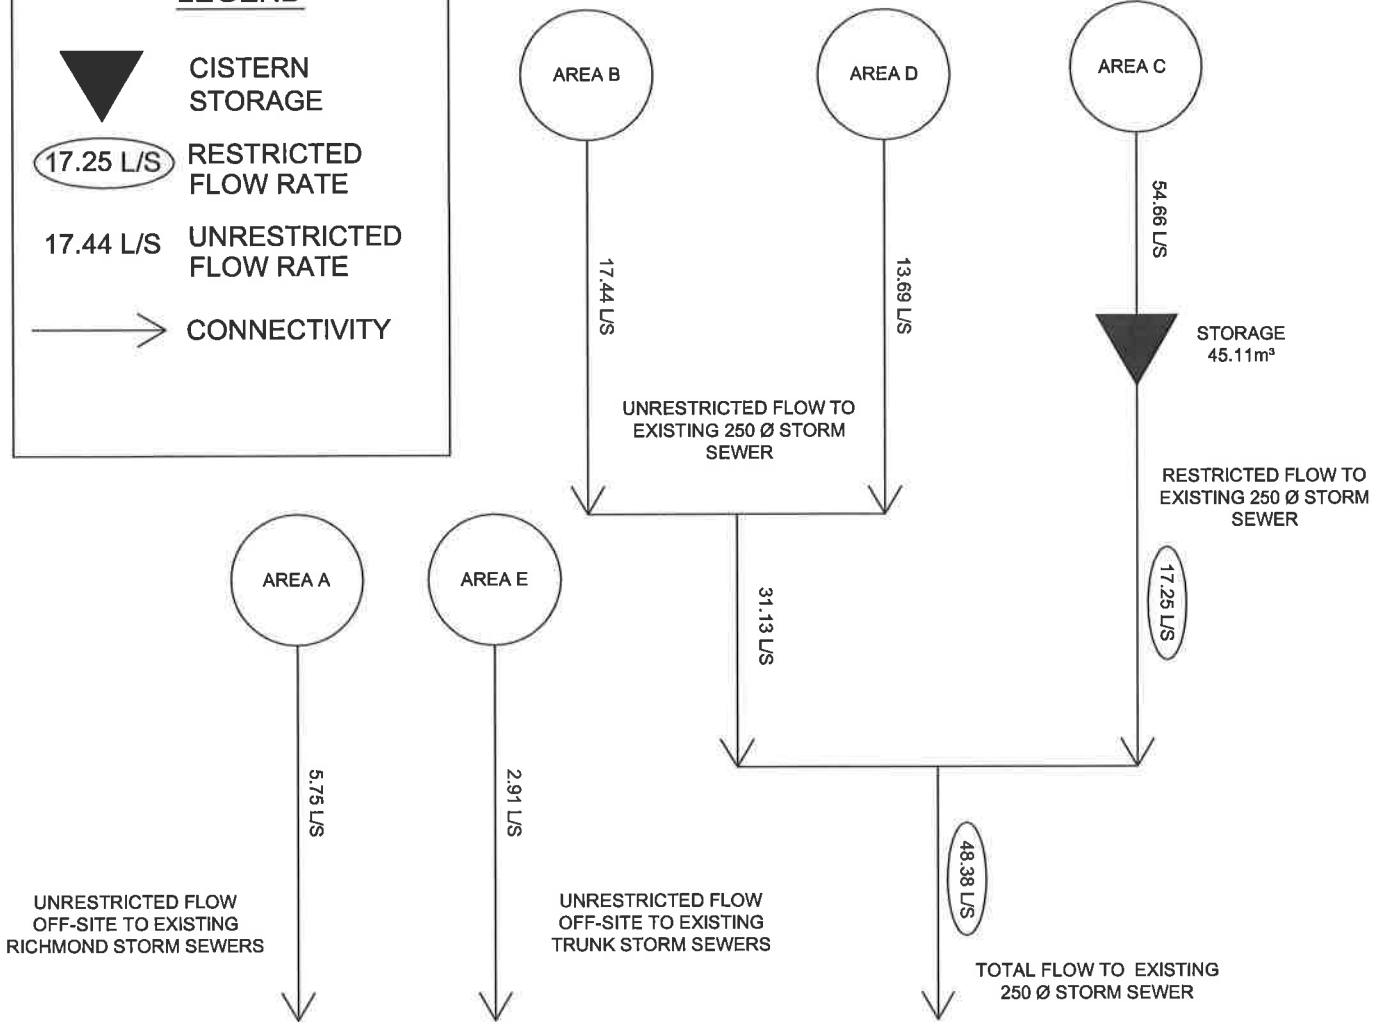 LEGEND
CISTERN
STORAGE
17.25 L/S
RESTRICTED
FLOW RATE
17.44 L/S
UNRESTRICTED
FLOW RATE
CONNECTIVITY
AREA B
AREA D
AREA C
17.44 L/S
13.69 L/S
54.66 L/S
STORAGE
45.11m³
UNRESTRICTED FLOW TO
EXISTING 250 Ø STORM
SEWER
RESTRICTED FLOW TO
EXISTING 250 Ø STORM
SEWER
AREA A
AREA E
31.13 L/S
17.25 L/S
5.75 L/S
2.91 L/S
48.38 L/S
UNRESTRICTED FLOW
OFF-SITE TO EXISTING
RICHMOND STORM SEWERS
UNRESTRICTED FLOW
OFF-SITE TO EXISTING
TRUNK STORM SEWERS
TOTAL FLOW TO EXISTING
250 Ø STORM SEWER